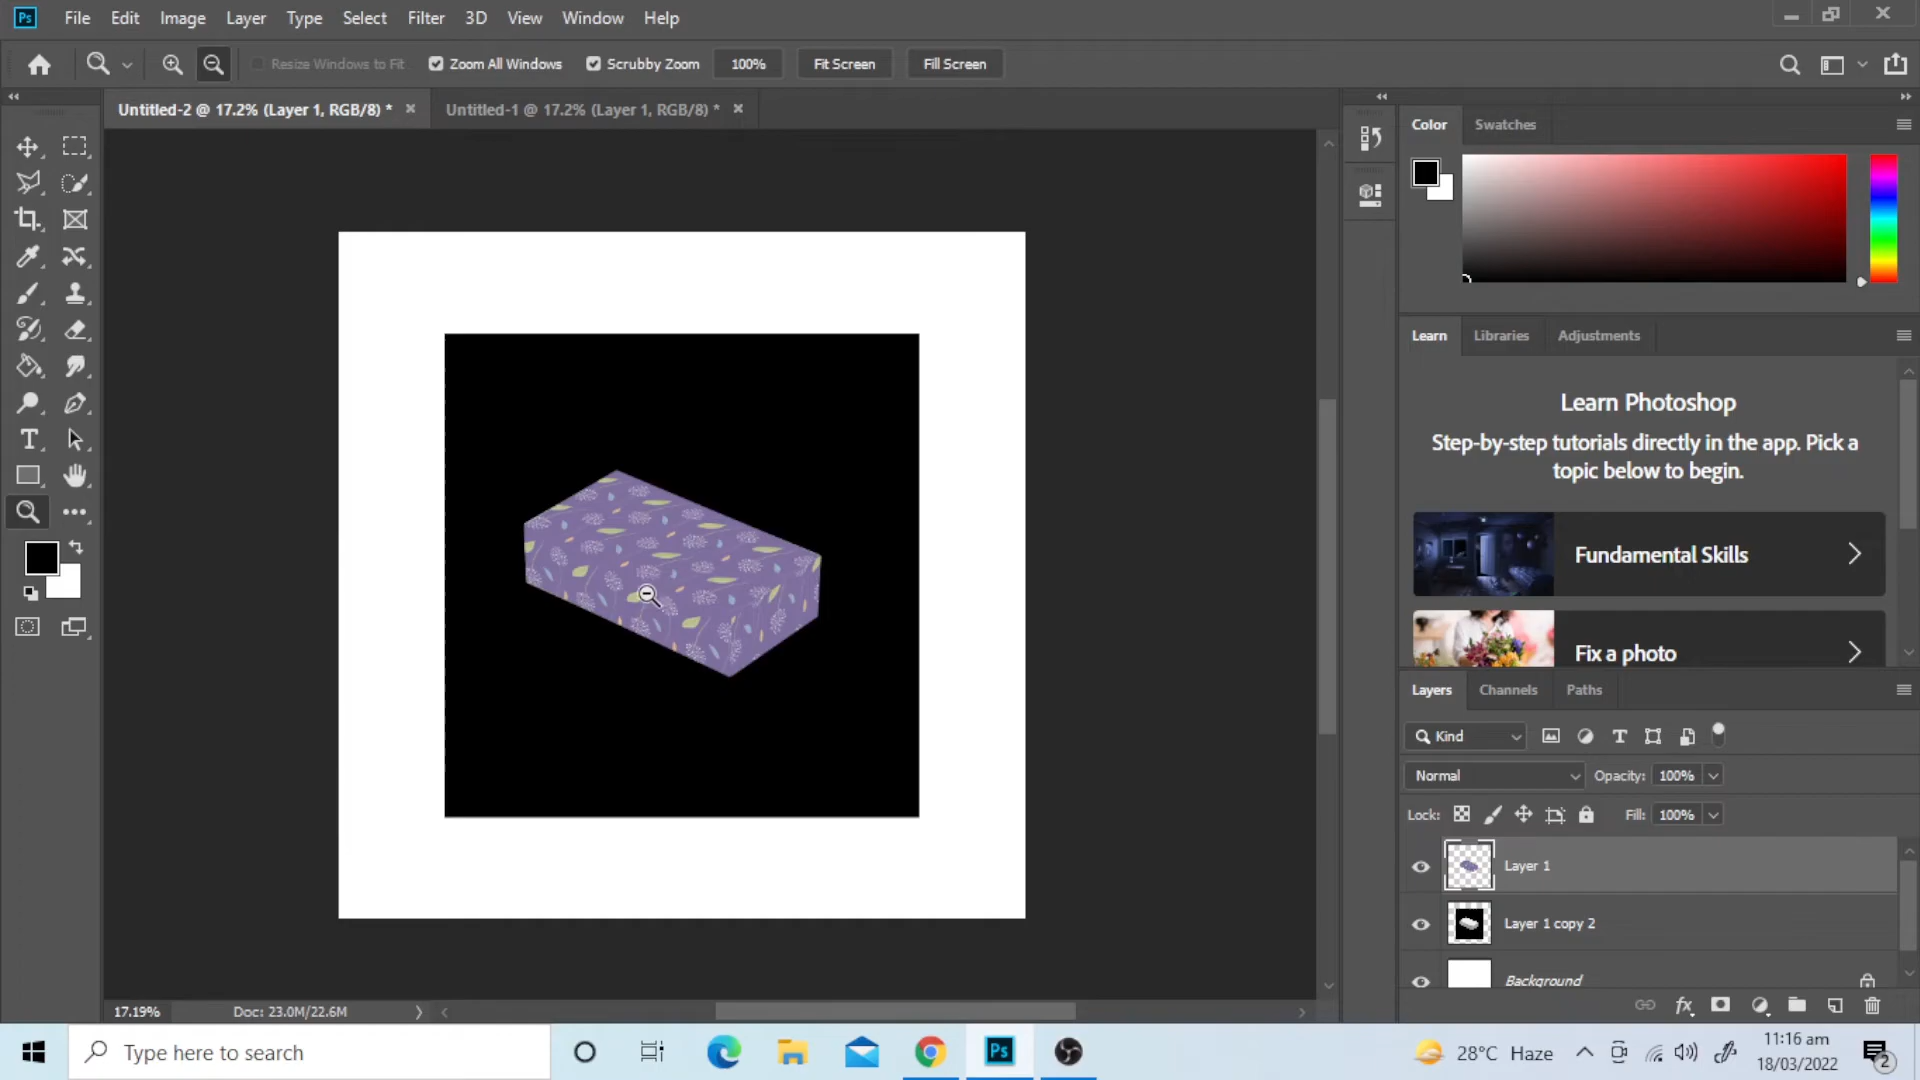 Ps File Edit Image Layer Type Select Filter 3D View Window Help
Resize Windows to Fit Zoom All Windows Scrubby Zoom 100% Fit Screen Fill Screen
Untitled-2 @ 17.2% (Layer 1, RGB/8) * Untitled-1 @ 17.2% (Layer 1, RGB/8) *
Color Swatches
Learn Libraries Adjustments
Learn Photoshop
Step-by-step tutorials directly in the app. Pick a
topic below to begin.
Fundamental Skills
Fix a photo
Layers Channels Paths
Kind
Normal Opacity: 100%
Lock: Fill: 100%
Layer 1
Layer 1 copy 2
Background
17.19% Doc: 23.0M/22.6M
Type here to search
Ps
28°C Haze
11:16 am
18/03/2022
2